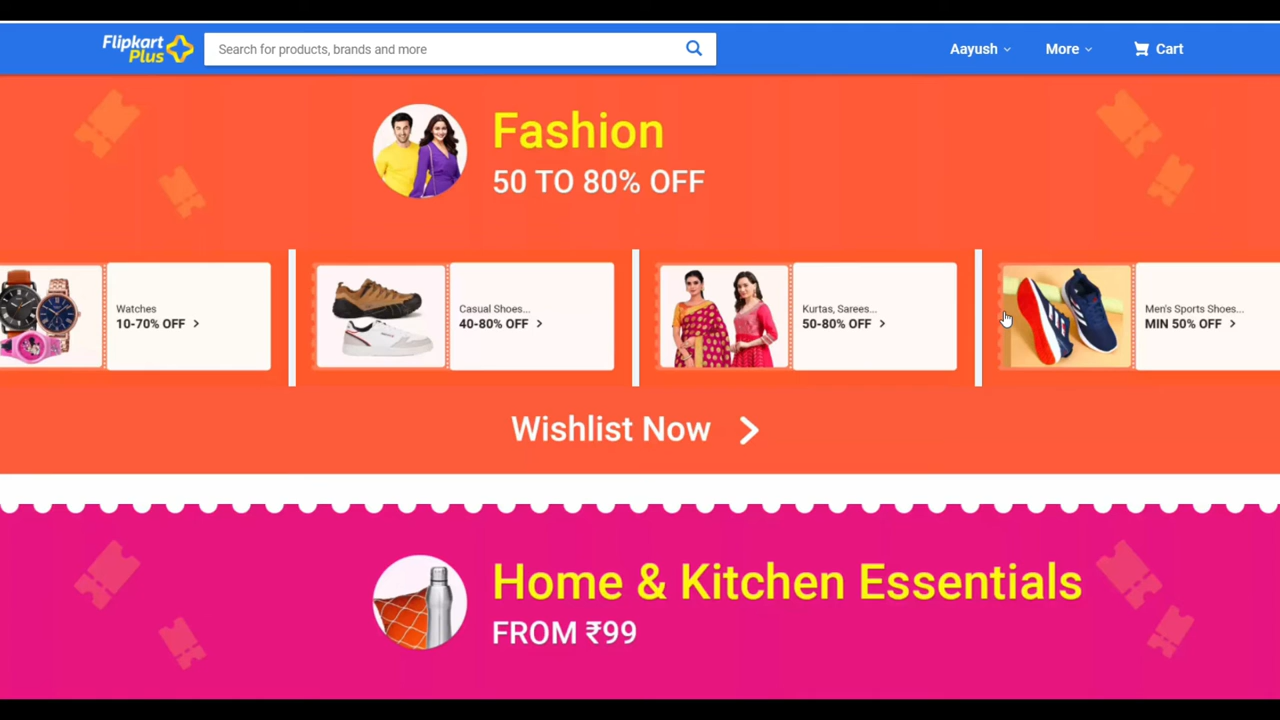 Flipkart
Plus
Search for products, brands and more
Aayush
More
Cart
Fashion
50 TO 80% OFF
Watches
10-70% OFF
Casual Shoes...
40-80% OFF
Kurtas, Sarees...
50-80% OFF
Men's Sports Shoes...
MIN 50% OFF
Wishlist Now
Home & Kitchen Essentials
FROM ₹99